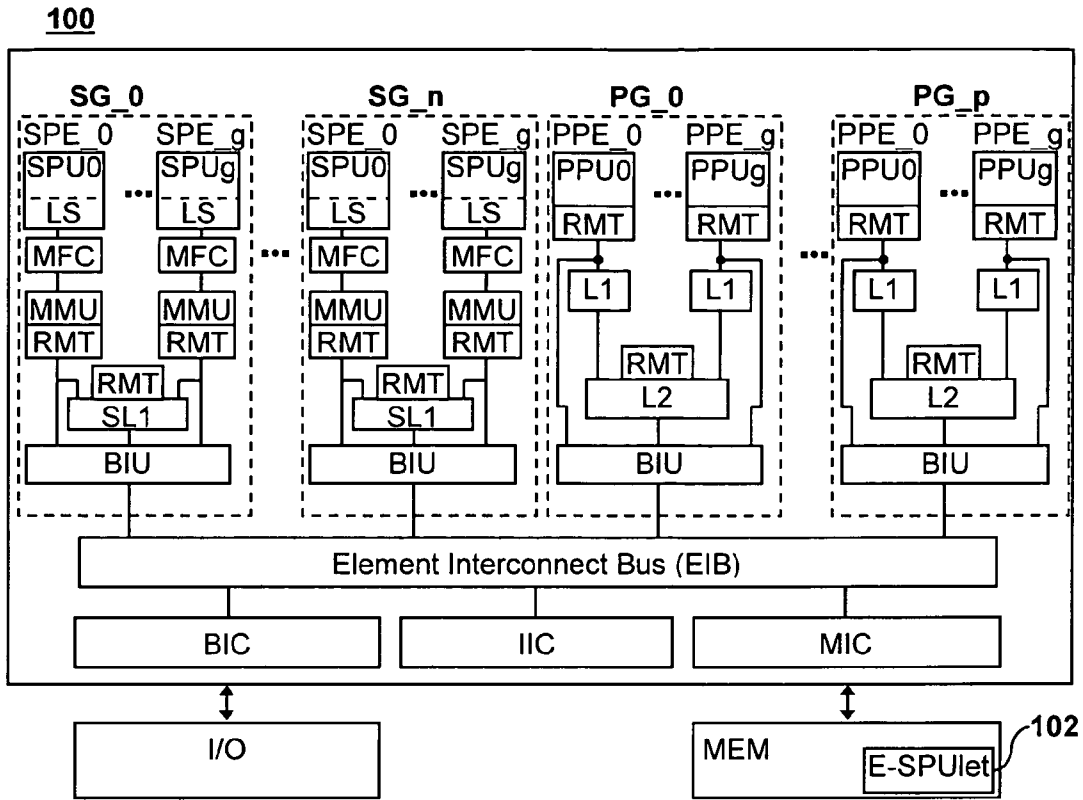 100
SG_0 SG_n PG_0 PG_p
SPE_0 SPE_g SPE_0 SPE_g PPE_0 PPE_g PPE_0 PPE_g
SPU0 ... SPUg SPU0 ... SPUg PPU0 ... PPUg PPU0 ... PPUg
LS LS LS LS RMT RMT RMT RMT
MFC MFC ... MFC MFC ...
L1 L1 L1 L1
MMU MMU MMU MMU
RMT RMT RMT RMT
RMT RMT
RMT RMT
SL1 SL1 L2 L2
BIU BIU BIU BIU
Element Interconnect Bus (EIB)
BIC IIC MIC
I/O MEM 102
E-SPUlet